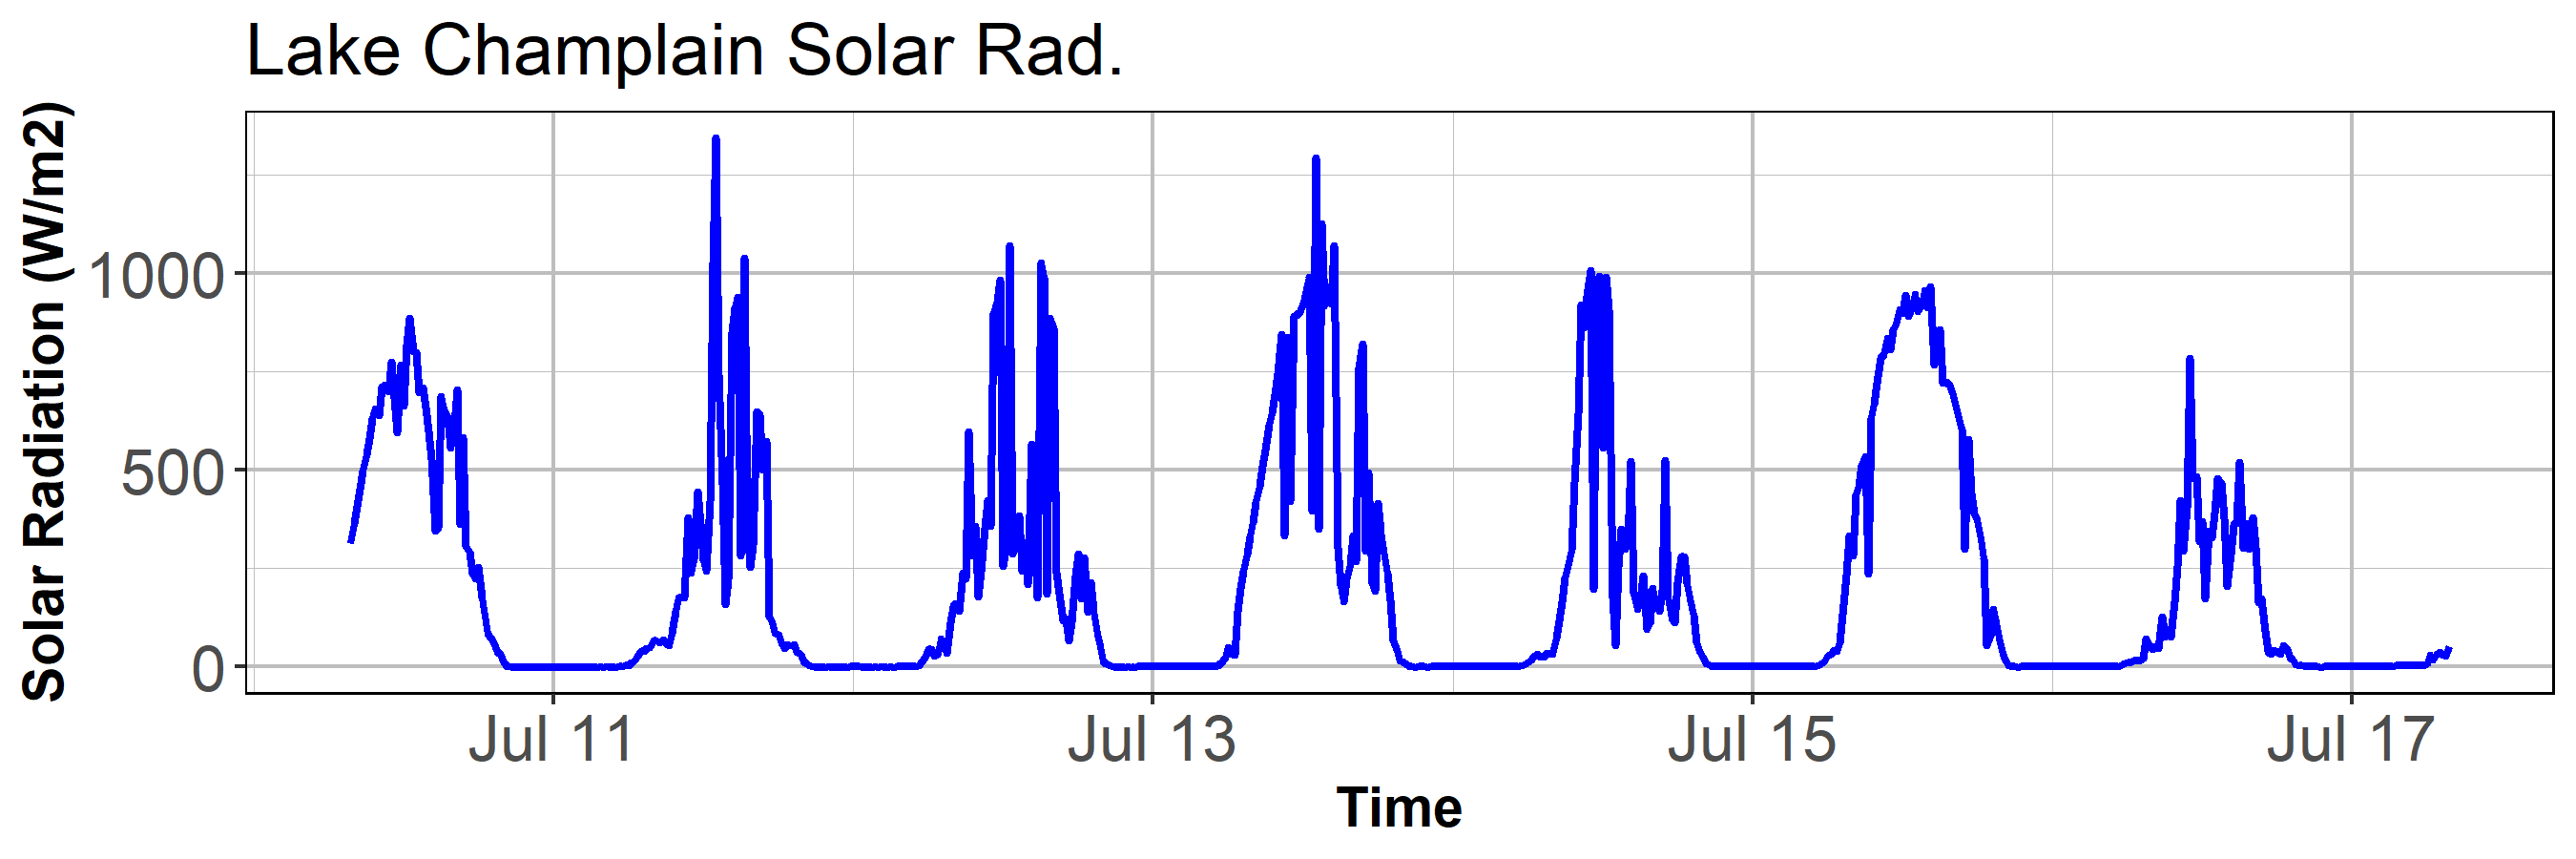 Lake Champlain Solar Rad.
Solar Radiation (W/m2)
1000
500
0
Jul 11
Jul 13
Jul 15
Jul 17
Time